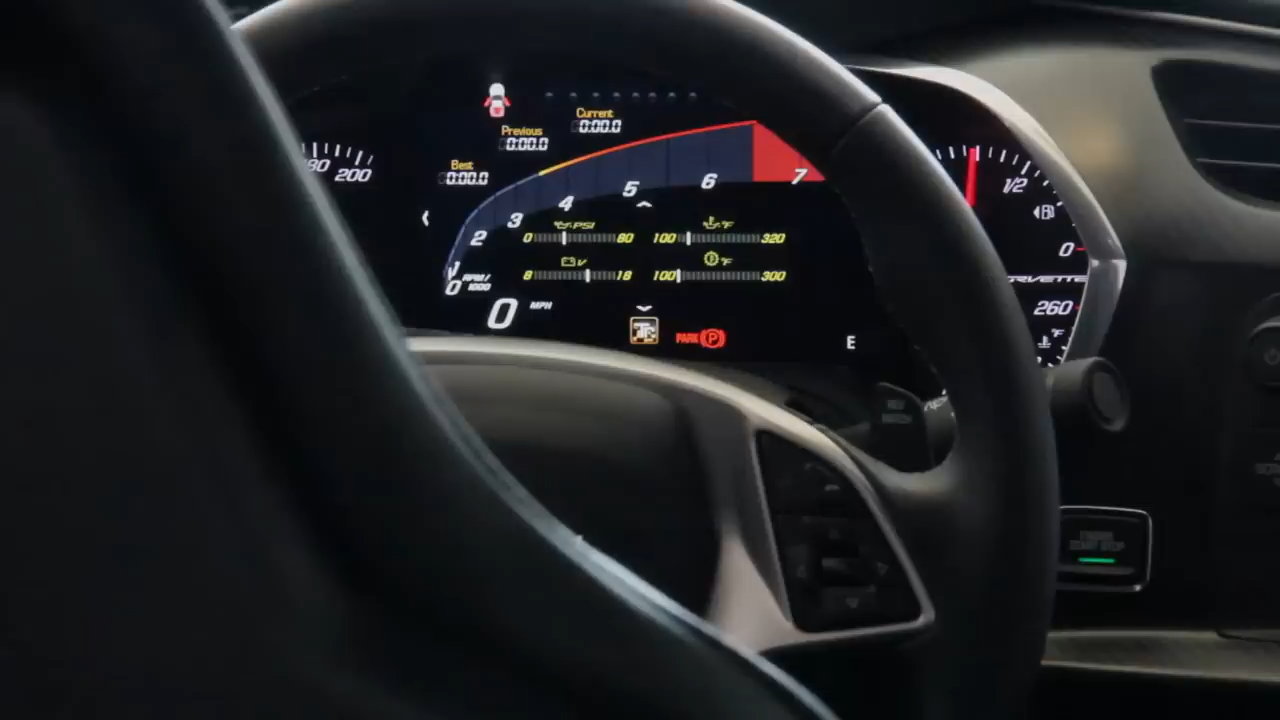 Current
0:00.0
Previous
0:00.0
Best
0:00.0
80 200
1 2 3 4 5 6 7
0 RPM/
1000
PSI °F
0 80 100 320
V °F
8 18 100 300
0 MPH
PARK P
E
1/2
0
260
°F